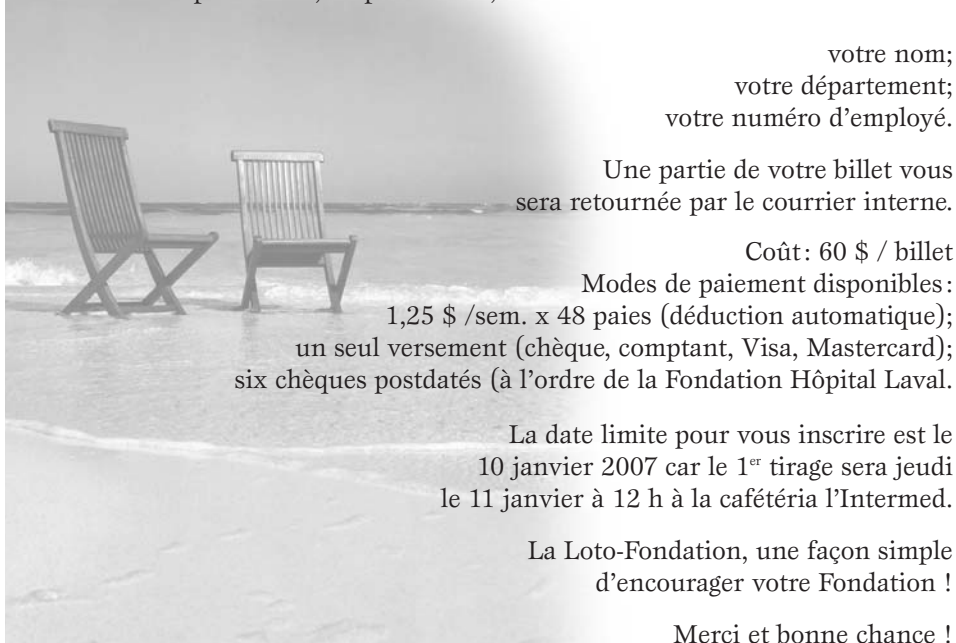 votre nom;
votre département;
votre numéro d'employé.
Une partie de votre billet vous
sera retournée par le courrier interne.
Coût : 60 $ / billet
Modes de paiement disponibles :
1,25 $ /sem. x 48 paies (déduction automatique);
un seul versement (chèque, comptant, Visa, Mastercard);
six chèques postdatés (à l'ordre de la Fondation Hôpital Laval.
La date limite pour vous inscrire est le
10 janvier 2007 car le 1er tirage sera jeudi
le 11 janvier à 12 h à la cafétéria l'Intermed.
La Loto-Fondation, une façon simple
d'encourager votre Fondation !
Merci et bonne chance !